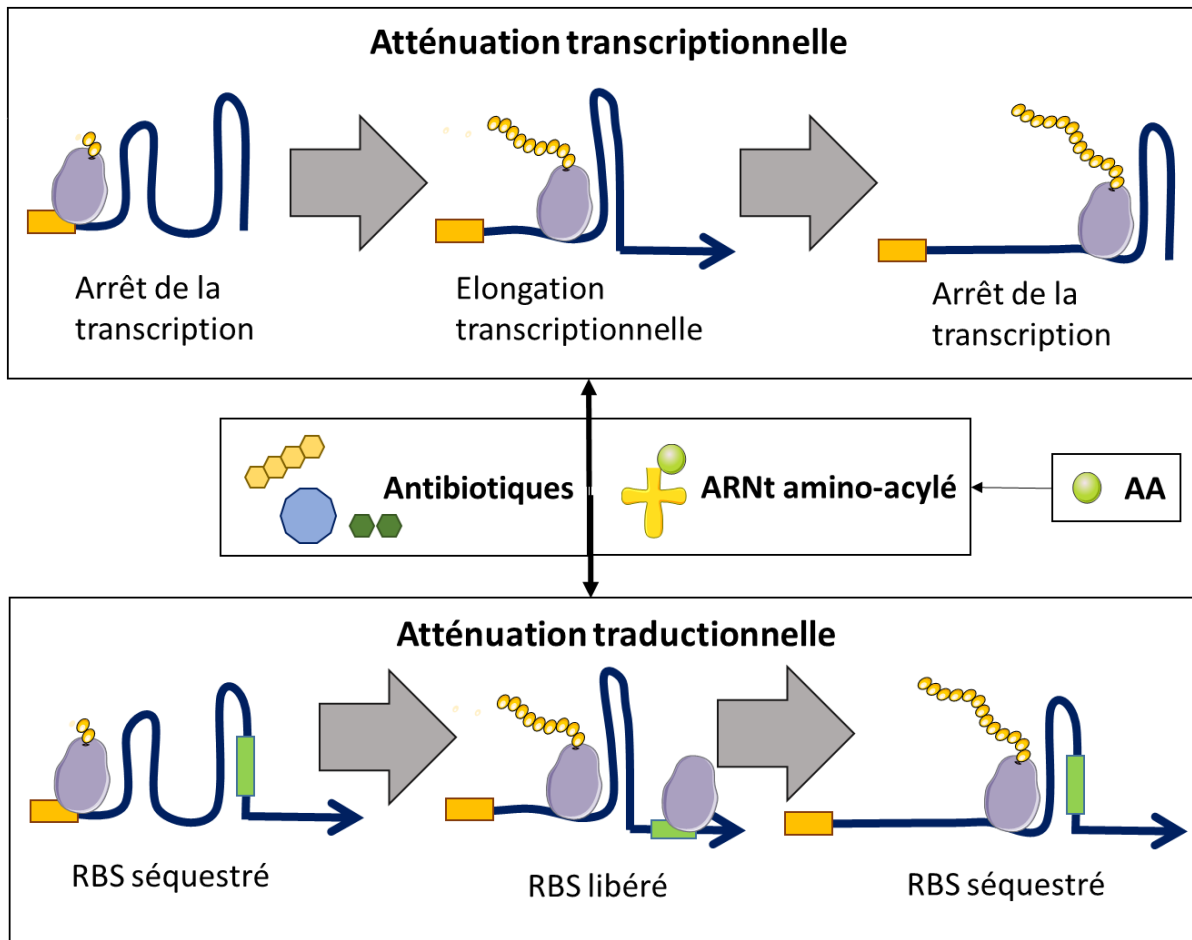 Atténuation transcriptionnelle
Arrêt de la
transcription
Elongation
transcriptionnelle
Arrêt de la
transcription
Antibiotiques
ARNt amino-acylé
AA
Atténuation traductionnelle
RBS séquestré
RBS libéré
RBS séquestré